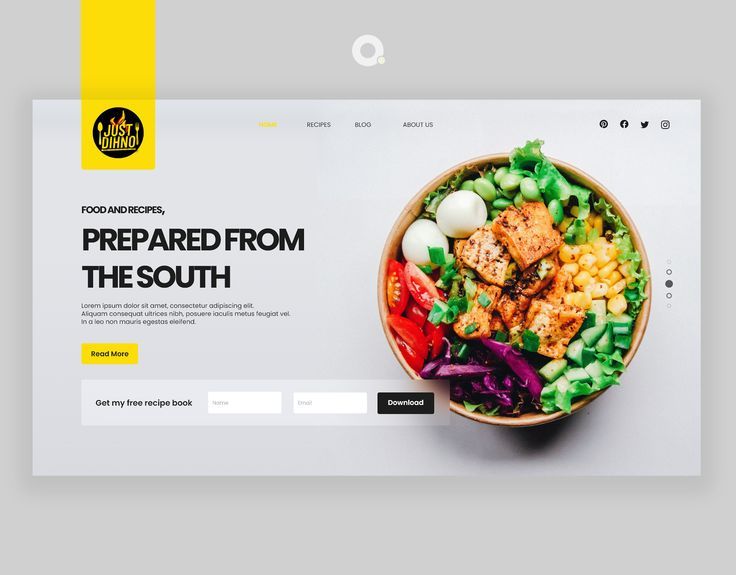 JUST
DIHNO
HOME RECIPES BLOG ABOUT US
FOOD AND RECIPES,
PREPARED FROM
THE SOUTH
Lorem ipsum dolor sit amet, consectetur adipiscing elit.
Aliquam consequat ultrices nibh, posuere iaculis metus feugiat vel.
In a leo non mauris egestas eleifend.
Read More
Get my free recipe book Name Email Download